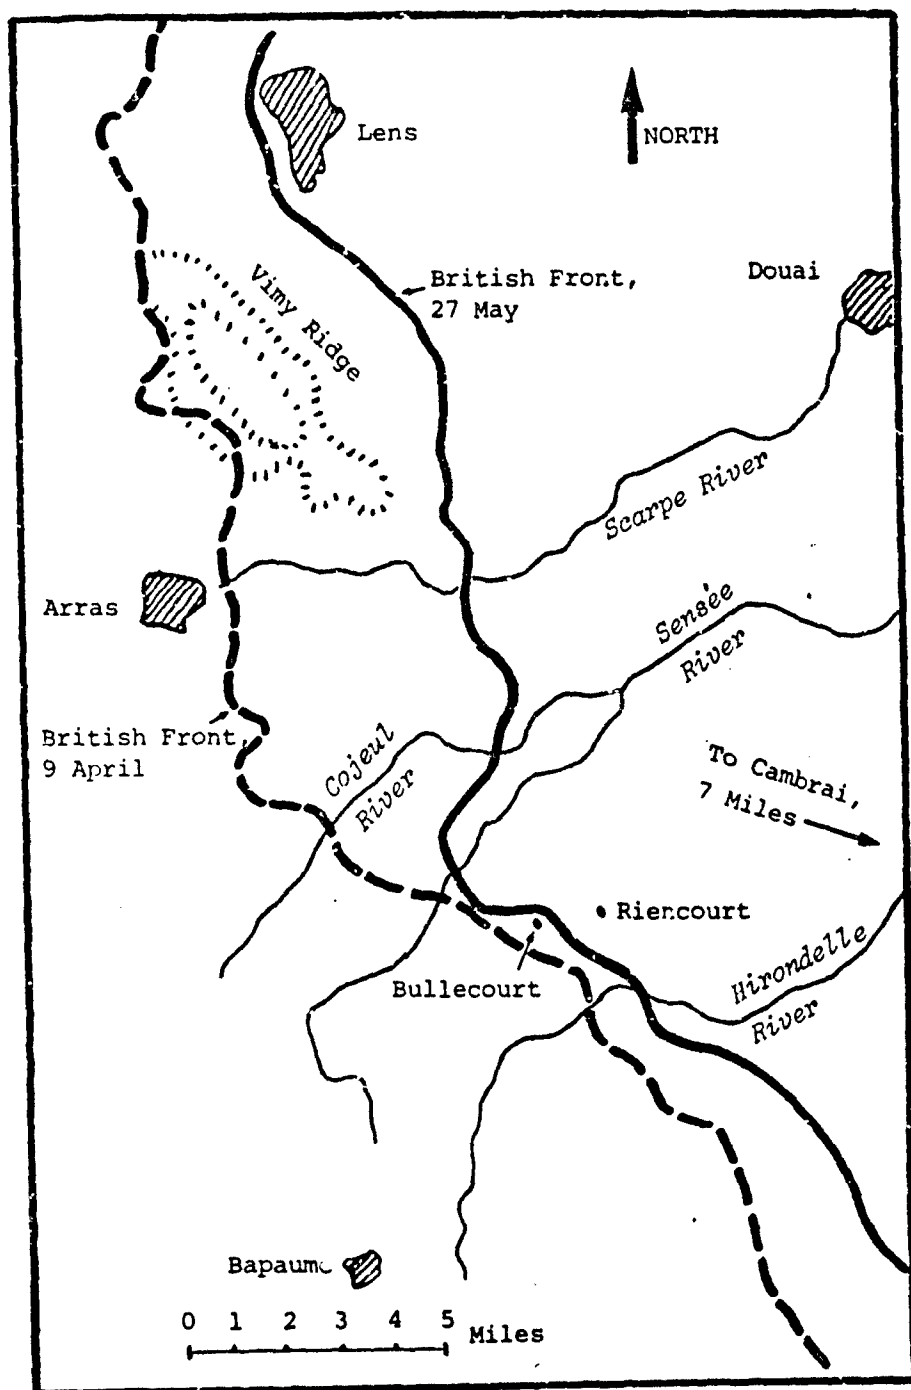 Lens
NORTH
Vimy Ridge
British Front,
27 May
Douai
Scarpe River
Arras
Sensée
River
British Front,
9 April
Cojeul
River
To Cambrai,
7 Miles
Riencourt
Bullecourt
Hirondelle
River
Bapaume
0 1 2 3 4 5 Miles